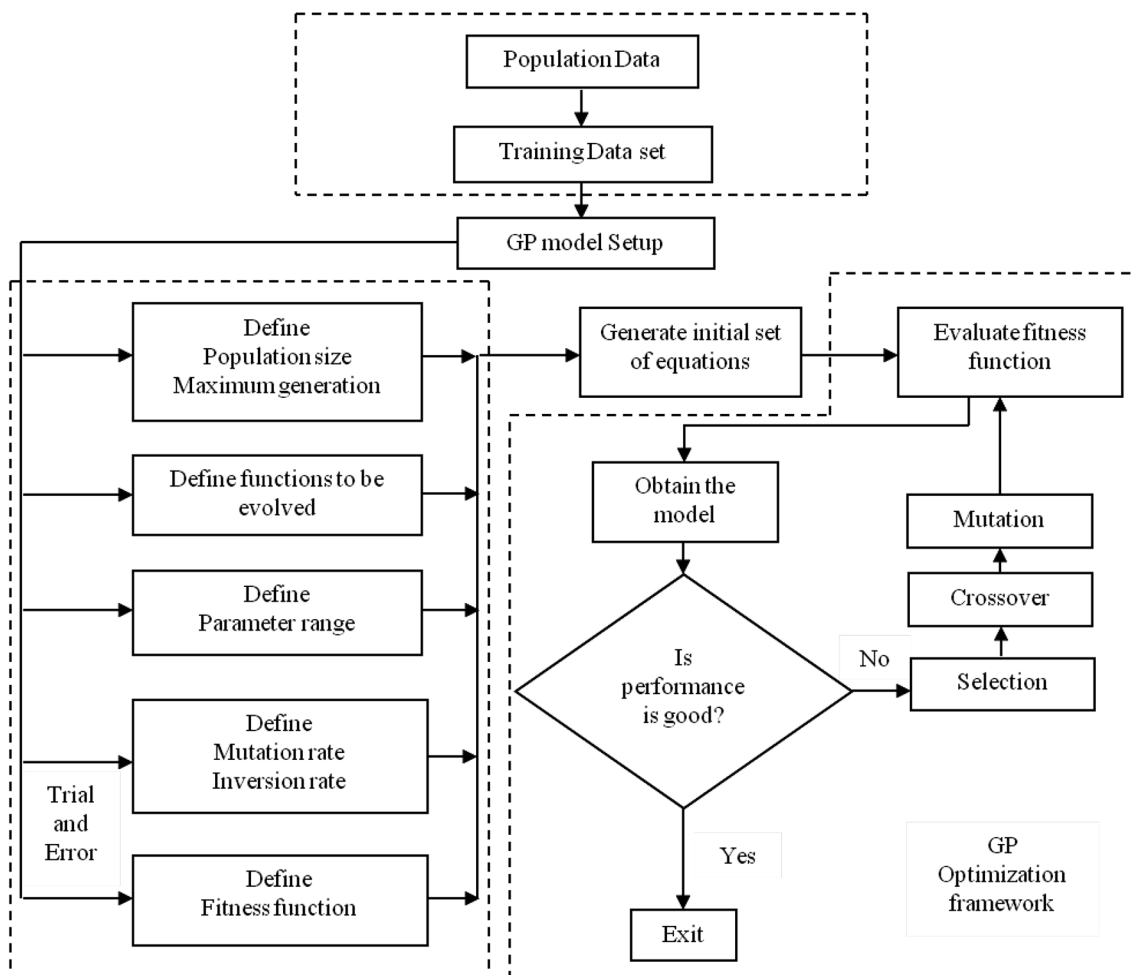 Population Data
Training Data set
GP model Setup
Define
Population size
Maximum generation
Generate initial set
of equations
Evaluate fitness
function
Define functions to be
evolved
Obtain the
model
Mutation
Define
Parameter range
Crossover
Is
performance
is good?
No
Selection
Define
Mutation rate
Inversion rate
Trial
and
Error
Yes
GP
Optimization
framework
Define
Fitness function
Exit